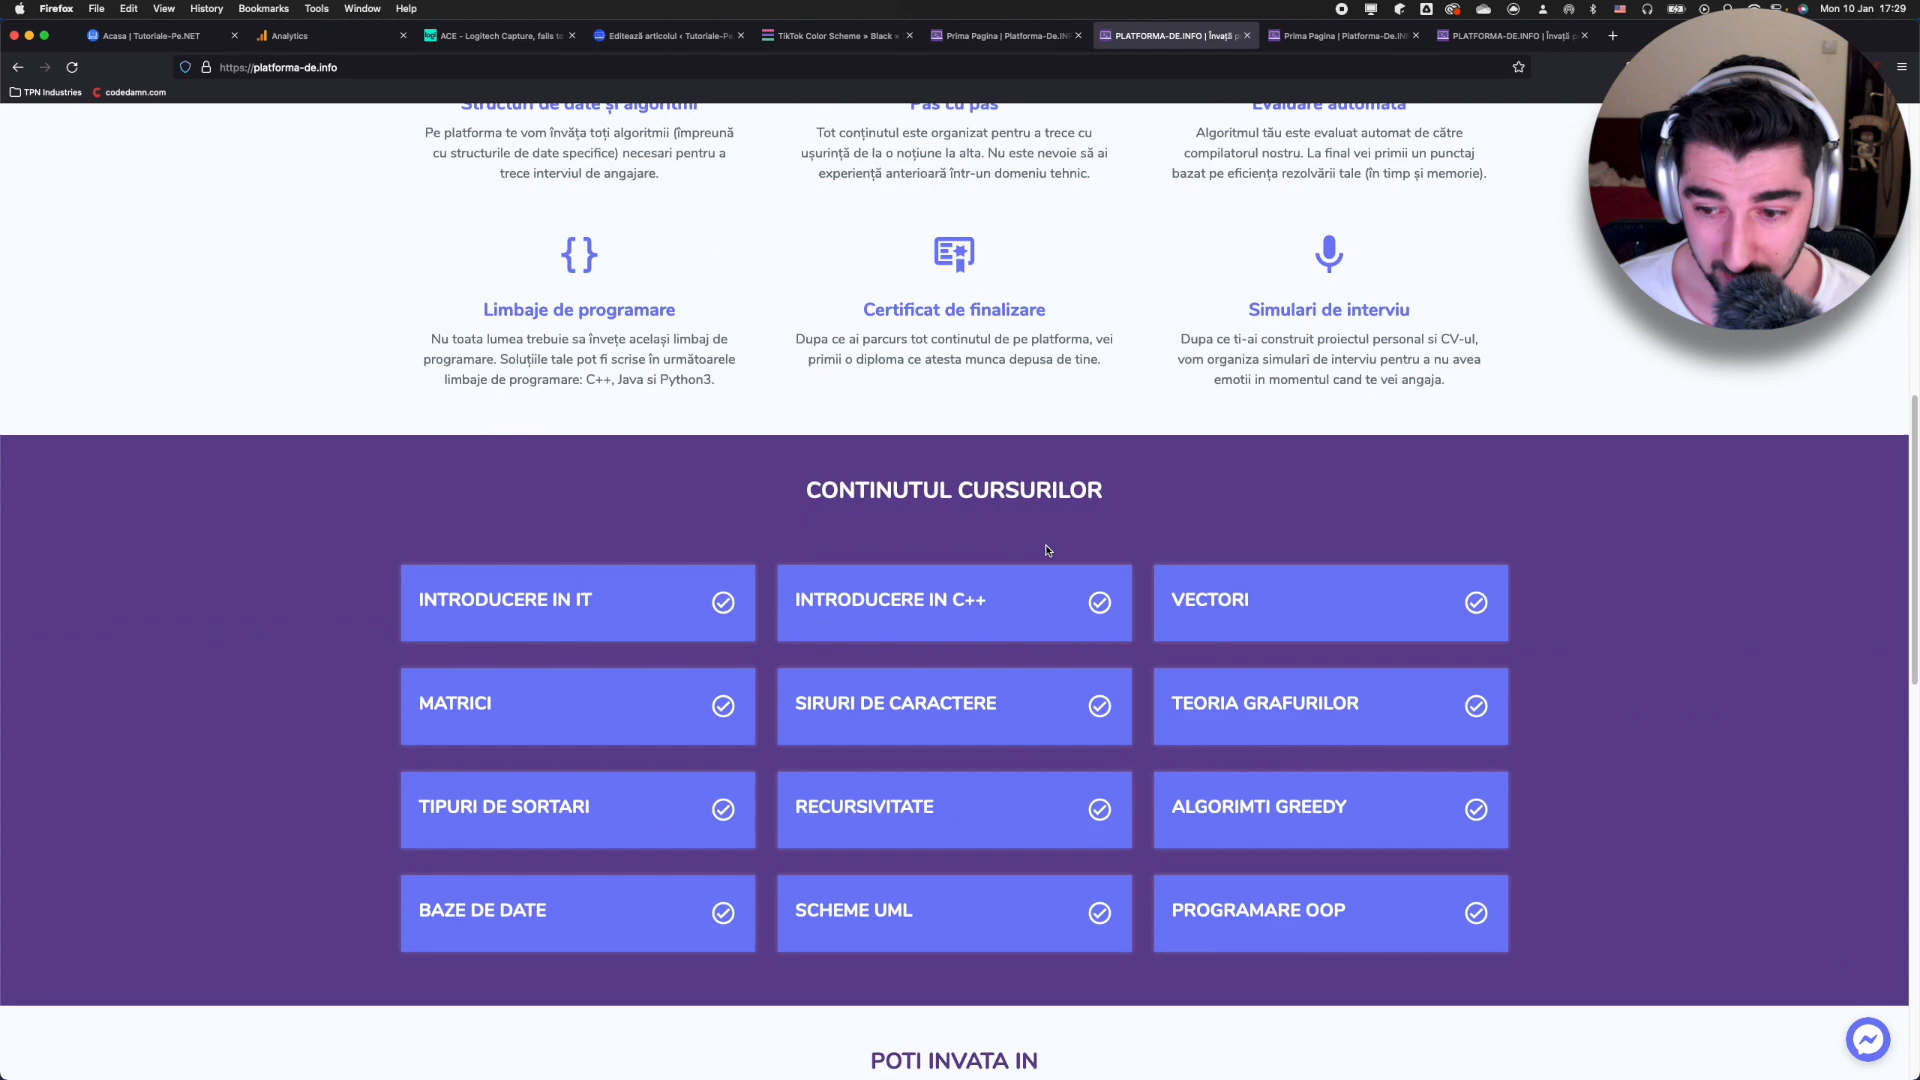 Firefox File Edit View History Bookmarks Tools Window Help Mon 10 Jan 17:29
Acasa | Tutoriale-Pe.NET Analytics ACE - Logitech Capture, fails to Editează articolul ‹ Tutoriale-Pe TikTok Color Scheme » Black » Prima Pagina | Platforma-De.INF PLATFORMA-DE.INFO | Învață p Prima Pagina | Platforma-De.INF PLATFORMA-DE.INFO | Învață p
https://platforma-de.info
TPN Industries codedamn.com
Structuri de date și algoritmi
Pe platforma te vom învăța toți algoritmii (împreună
cu structurile de date specifice) necesari pentru a
trece interviul de angajare.
Pas cu pas
Tot conținutul este organizat pentru a trece cu
ușurință de la o noțiune la alta. Nu este nevoie să ai
experiență anterioară într-un domeniu tehnic.
Evaluare automata
Algoritmul tău este evaluat automat de către
compilatorul nostru. La final vei primii un punctaj
bazat pe eficiența rezolvării tale (în timp și memorie).
{ }
Limbaje de programare
Nu toata lumea trebuie sa învețe același limbaj de
programare. Soluțiile tale pot fi scrise în următoarele
limbaje de programare: C++, Java si Python3.
Certificat de finalizare
Dupa ce ai parcurs tot continutul de pe platforma, vei
primii o diploma ce atesta munca depusa de tine.
Simulari de interviu
Dupa ce ti-ai construit proiectul personal si CV-ul,
vom organiza simulari de interviu pentru a nu avea
emotii in momentul cand te vei angaja.
CONTINUTUL CURSURILOR
INTRODUCERE IN IT
INTRODUCERE IN C++
VECTORI
MATRICI
SIRURI DE CARACTERE
TEORIA GRAFURILOR
TIPURI DE SORTARI
RECURSIVITATE
ALGORIMTI GREEDY
BAZE DE DATE
SCHEME UML
PROGRAMARE OOP
POTI INVATA IN